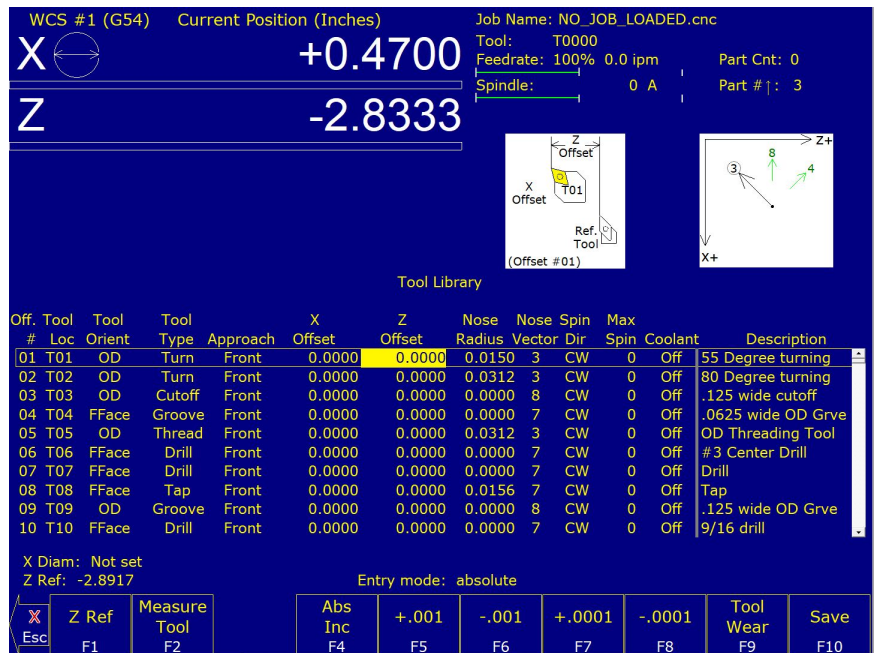 WCS #1 (G54) Current Position (Inches)
Job Name: NO_JOB_LOADED.cnc
X +0.4700
Tool: T0000
Feedrate: 100% 0.0 ipm Part Cnt: 0
Spindle: 0 A Part #↑: 3
Z -2.8333
Z
Offset
X
Offset
T01
Ref.
Tool
(Offset #01)
Z+
8
3
4
X+
Tool Library
Off. Tool Tool Tool X Z Nose Nose Spin Max
# Loc Orient Type Approach Offset Offset Radius Vector Dir Spin Coolant Description
01 T01 OD Turn Front 0.0000 0.0000 0.0150 3 CW 0 Off 55 Degree turning
02 T02 OD Turn Front 0.0000 0.0000 0.0312 3 CW 0 Off 80 Degree turning
03 T03 OD Cutoff Front 0.0000 0.0000 0.0000 8 CW 0 Off .125 wide cutoff
04 T04 FFace Groove Front 0.0000 0.0000 0.0000 7 CW 0 Off .0625 wide OD Grve
05 T05 OD Thread Front 0.0000 0.0000 0.0312 3 CW 0 Off OD Threading Tool
06 T06 FFace Drill Front 0.0000 0.0000 0.0000 7 CW 0 Off #3 Center Drill
07 T07 FFace Drill Front 0.0000 0.0000 0.0000 7 CW 0 Off Drill
08 T08 FFace Tap Front 0.0000 0.0000 0.0156 7 CW 0 Off Tap
09 T09 OD Groove Front 0.0000 0.0000 0.0000 8 CW 0 Off .125 wide OD Grve
10 T10 FFace Drill Front 0.0000 0.0000 0.0000 7 CW 0 Off 9/16 drill
X Diam: Not set
Z Ref: -2.8917 Entry mode: absolute
X
Esc
Z Ref
F1
Measure
Tool
F2
Abs
Inc
F4
+.001
F5
-.001
F6
+.0001
F7
-.0001
F8
Tool
Wear
F9
Save
F10